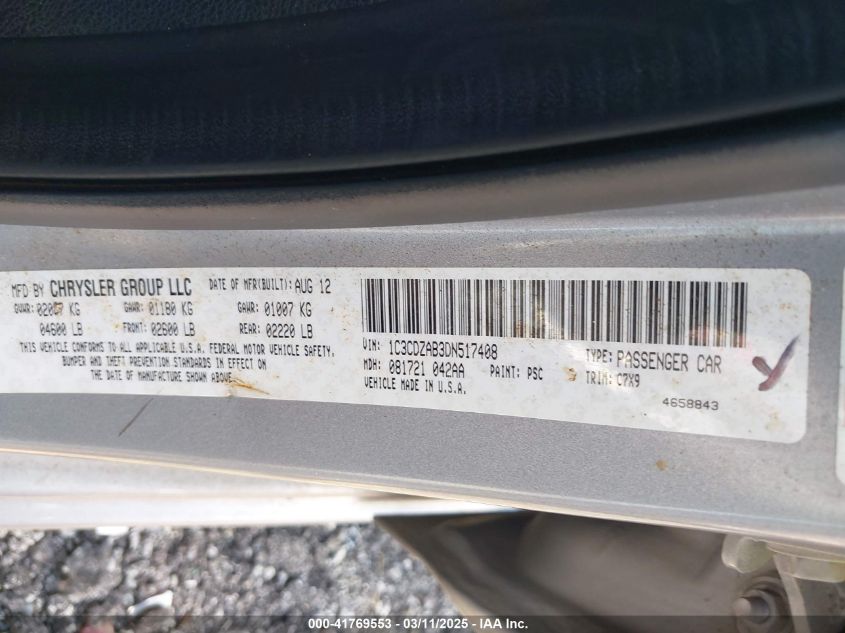 MFD BY CHRYSLER GROUP LLC DATE OF MFR(BUILT): AUG 12
GVWR: 02087 KG GAWR: 01180 KG GAWR: 01007 KG
04600 LB FRONT: 02600 LB REAR: 02220 LB
THIS VEHICLE CONFORMS TO ALL APPLICABLE U.S.A. FEDERAL MOTOR VEHICLE SAFETY,
BUMPER AND THEFT PREVENTION STANDARDS IN EFFECT ON
THE DATE OF MANUFACTURE SHOWN ABOVE.
VIN: 1C3CDZAB3DN517408 TYPE: PASSENGER CAR
MDH: 081721 042AA PAINT: PSC TRIM: C7X9
VEHICLE MADE IN U.S.A. 4658843
000-41769553 - 03/11/2025 - IAAI.com